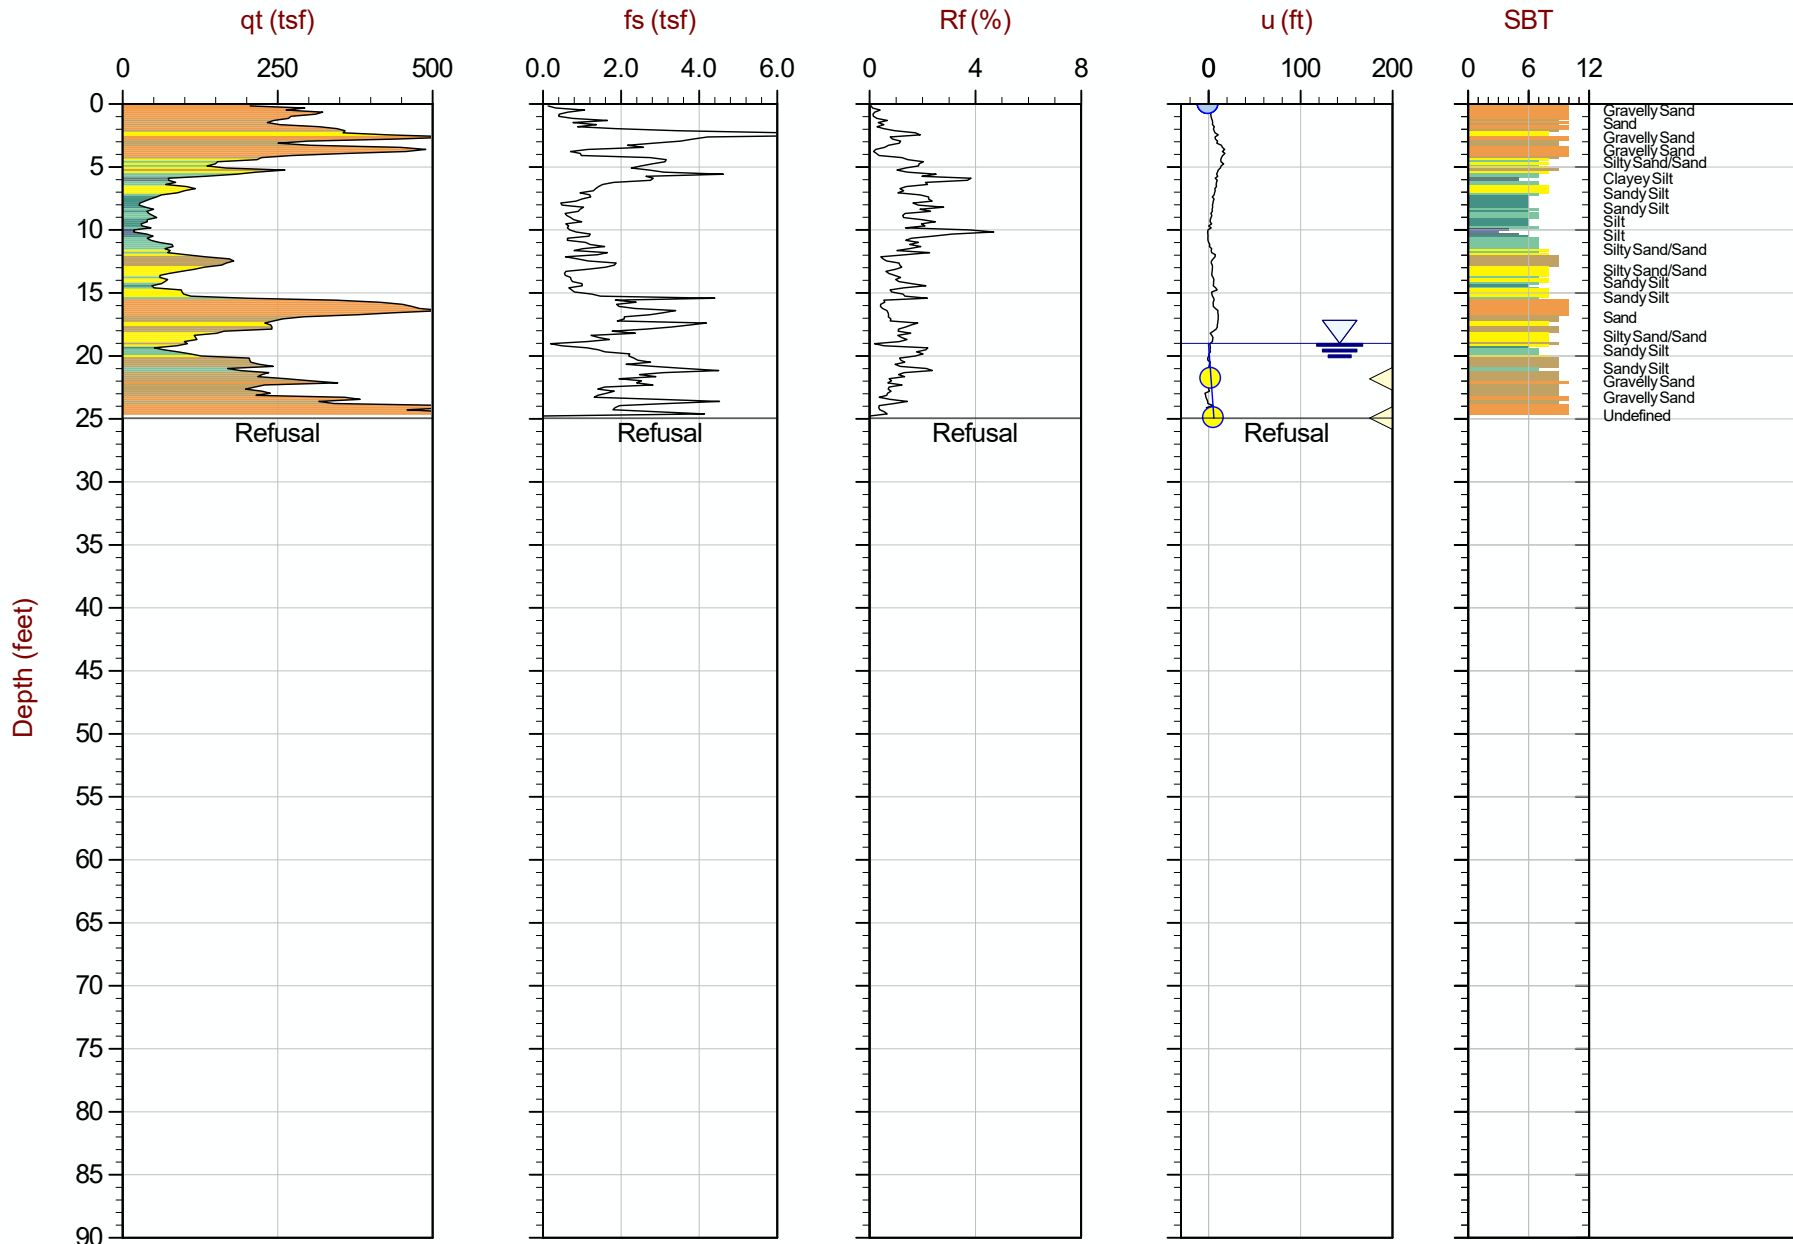 qt (tsf) fs (tsf) Rf (%) u (ft) SBT
0 250 500 0.0 2.0 4.0 6.0 0 4 8 0 100 200 0 6 12
0
Gravelly Sand
Sand
Gravelly Sand
Gravelly Sand
5
Silty Sand/Sand
Clayey Silt
Sandy Silt
Sandy Silt
Silt
10
Silt
Silty Sand/Sand
Silty Sand/Sand
Sandy Silt
15
Sandy Silt
Sand
Silty Sand/Sand
Sandy Silt
20
Sandy Silt
Gravelly Sand
Gravelly Sand
Undefined
25
Refusal Refusal Refusal Refusal
30
35
40
Depth (feet)
45
50
55
60
65
70
75
80
85
90